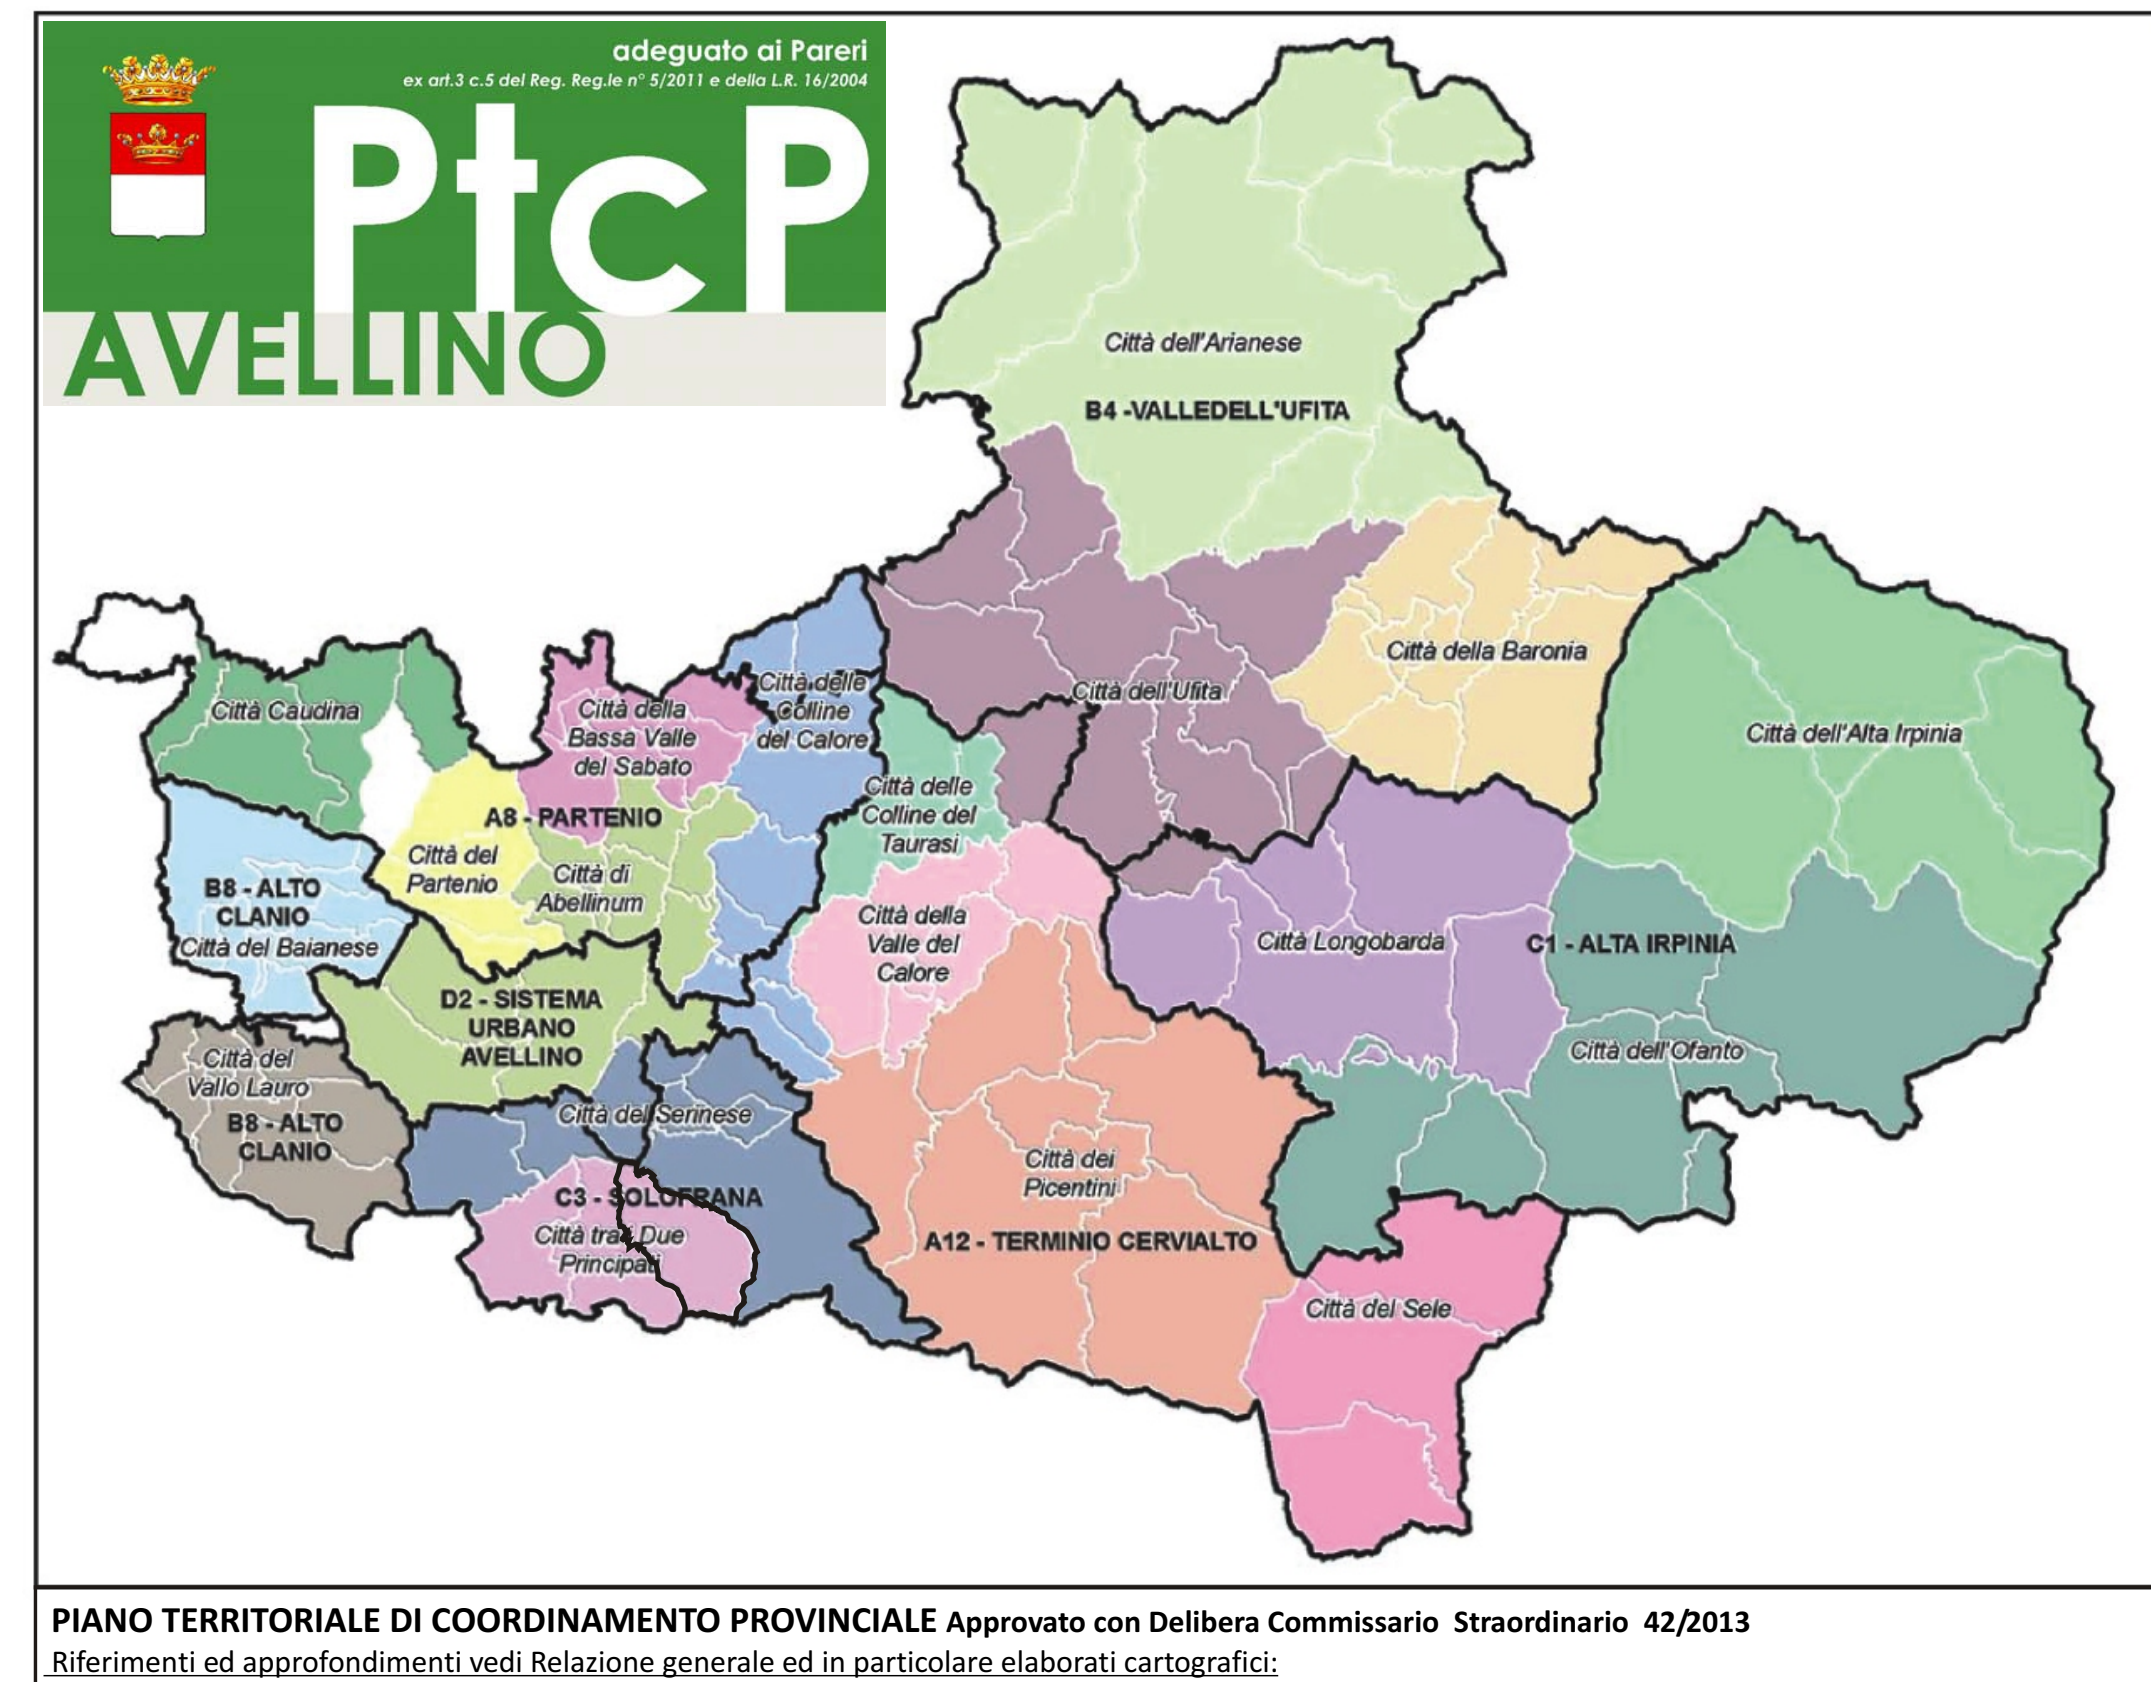 adeguato ai Pareri
ex art.3 c.5 del Reg. Reg.le n° 5/2011 e della L.R. 16/2004
PtcP
AVELLINO
Città dell'Arianese
B4 -VALLEDELL'UFITA
Città della Baronia
Città dell'Ufita
Città dell'Alta Irpinia
Città Caudina
Città della
Bassa Valle
del Sabato
Città delle
Colline
del Calore
Città delle
Colline del
Taurasi
A8 - PARTENIO
Città del
Partenio
Città di
Abellinum
B8 - ALTO
CLANIO
Città del Baianese
Città della
Valle del
Calore
Città Longobarda
C1 - ALTA IRPINIA
D2 - SISTEMA
URBANO
AVELLINO
Città dell'Ofanto
Città del
Vallo Lauro
B8 - ALTO
CLANIO
Città del Serinese
Città dei
Picentini
C3 - SOLOFRANA
Città tra i Due
Principati
A12 - TERMINIO CERVIALTO
Città del Sele
PIANO TERRITORIALE DI COORDINAMENTO PROVINCIALE Approvato con Delibera Commissario Straordinario 42/2013
Riferimenti ed approfondimenti vedi Relazione generale ed in particolare elaborati cartografici: